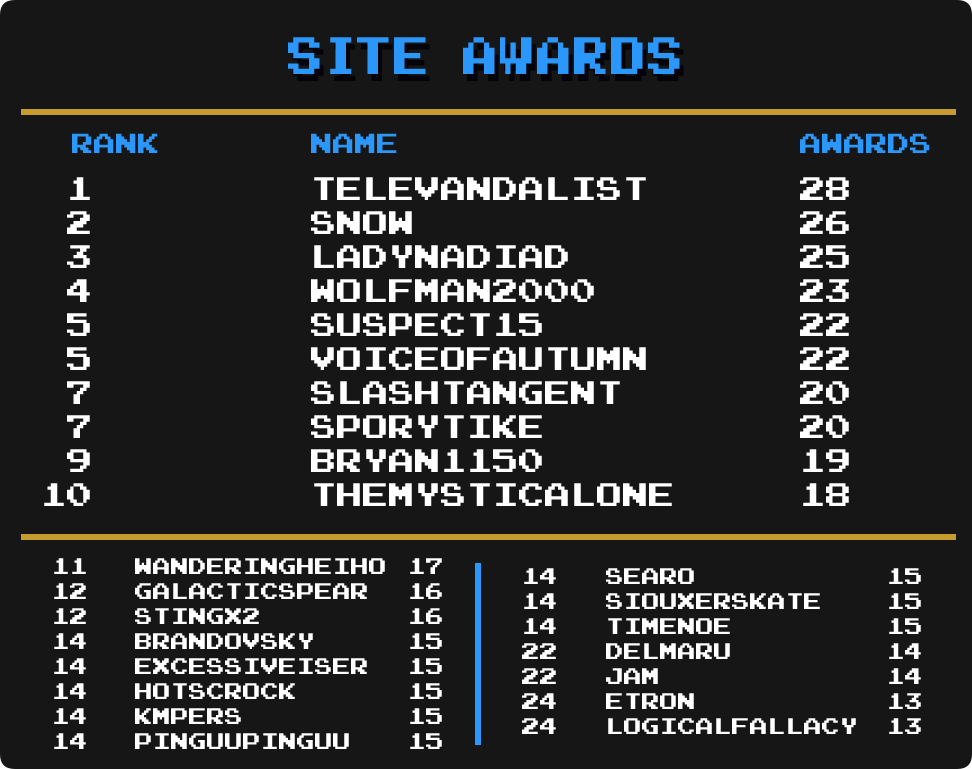 SITE AWARDS
RANK NAME AWARDS
1 TELEVANDALIST 28
2 SNOW 26
3 LADYNADIAD 25
4 WOLFMAN2000 23
5 SUSPECT15 22
5 VOICEOFAUTUMN 22
7 SLASHTANGENT 20
7 SPORYTIKE 20
9 BRYAN1150 19
10 THEMYSTICALONE 18
11 WANDERINGHEIHO 17
12 GALACTICSPEAR 16
12 STINGX2 16
14 BRANDOVSKY 15
14 EXCESSIVEISER 15
14 HOTSCROCK 15
14 KMPERS 15
14 PINGUUPINGUU 15
14 SEARO 15
14 SIOUXERSKATE 15
14 TIMENOE 15
22 DELMARU 14
22 JAM 14
24 ETRON 13
24 LOGICALFALLACY 13